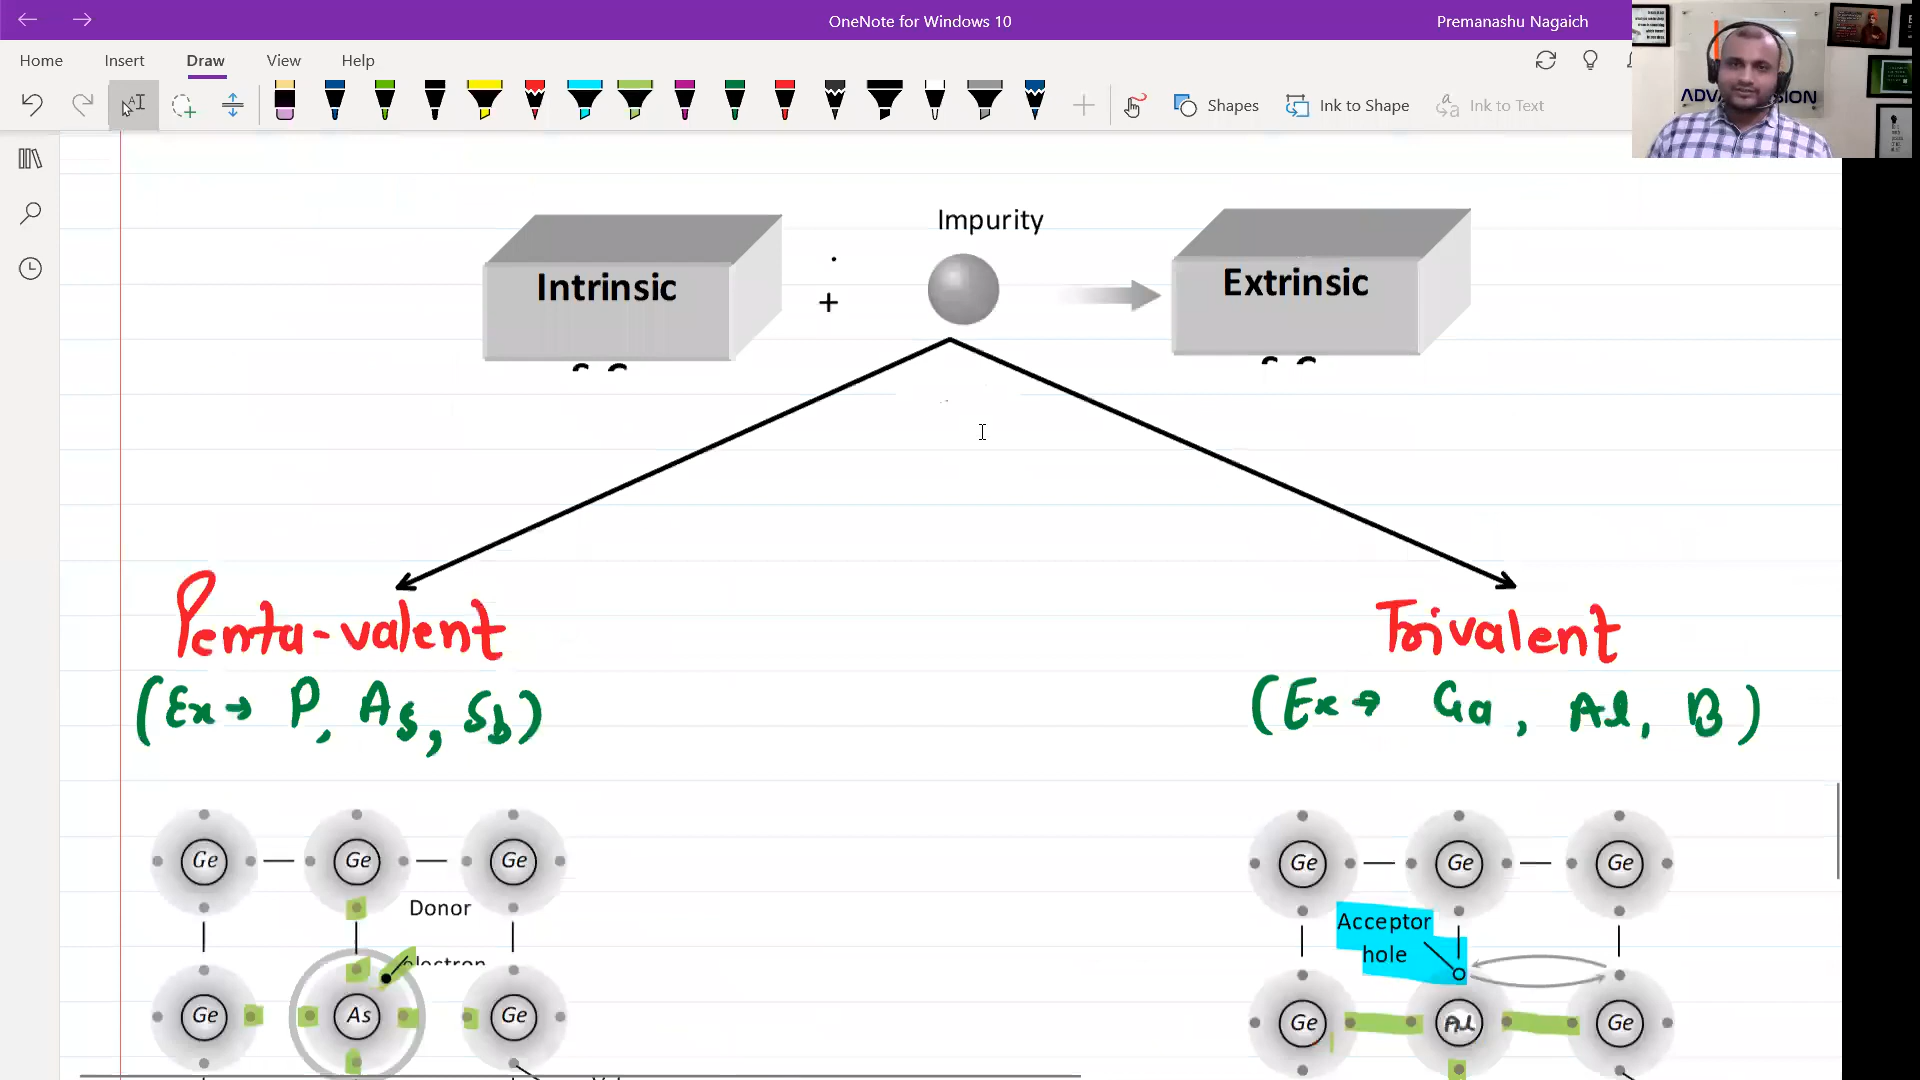 OneNote for Windows 10
Premanashu Nagaich
Home Insert Draw View Help
Shapes Ink to Shape Ink to Text
Impurity
Intrinsic + Extrinsic
Penta-valent Trivalent
(Ex→ P, As, Sb) (Ex→ Ga, Al, B)
Ge Ge Ge Ge Ge Ge
Donor
electron
Acceptor
hole
Ge As Ge Ge Al Ge